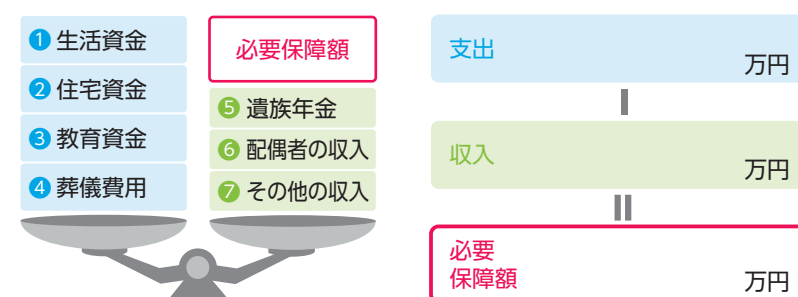 ❶ 生活資金
❷ 住宅資金
❸ 教育資金
❹ 葬儀費用
必要保障額
❺ 遺族年金
❻ 配偶者の収入
❼ その他の収入
支出
万円
収入
万円
必要
保障額
万円